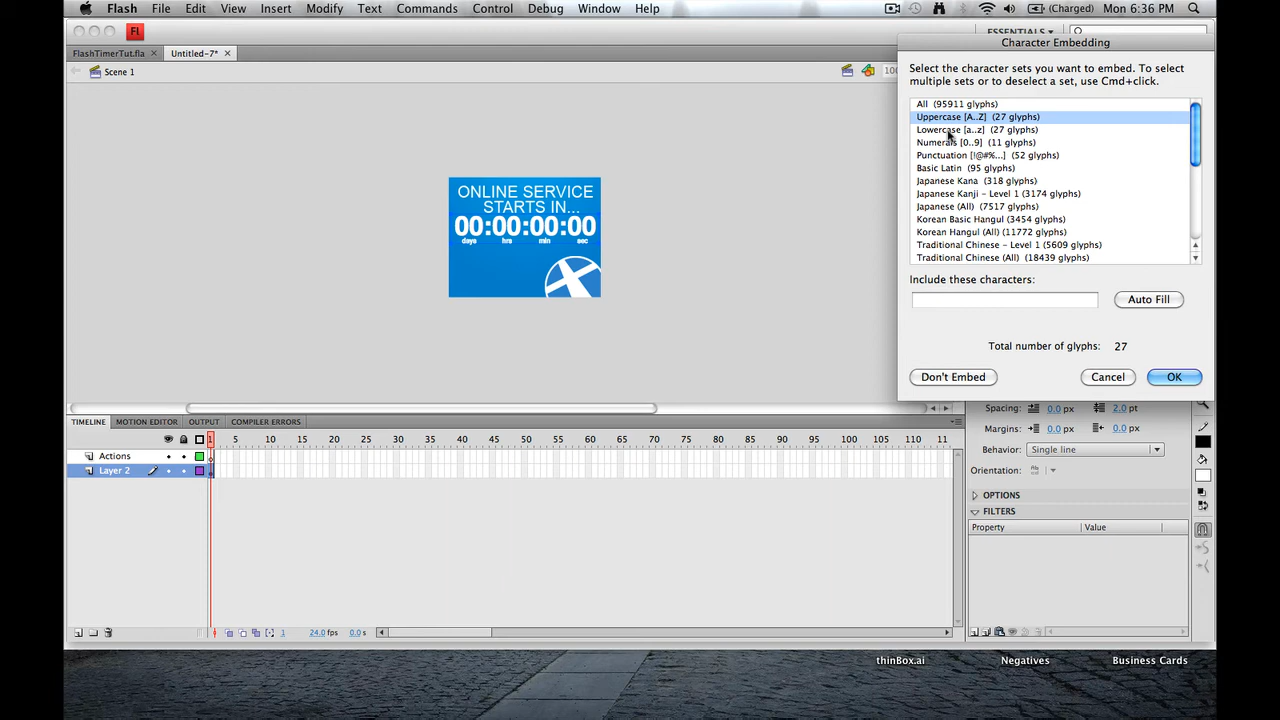 Flash File Edit View Insert Modify Text Commands Control Debug Window Help (Charged) Mon 6:36 PM
Fl ESSENTIALS
FlashTimerTut.fla Untitled-7*
Scene 1 100
Character Embedding
Select the character sets you want to embed. To select
multiple sets or to deselect a set, use Cmd+click.
All (95911 glyphs)
Uppercase [A..Z] (27 glyphs)
Lowercase [a..z] (27 glyphs)
Numerals [0..9] (11 glyphs)
Punctuation [!@#%...] (52 glyphs)
Basic Latin (95 glyphs)
Japanese Kana (318 glyphs)
Japanese Kanji - Level 1 (3174 glyphs)
Japanese (All) (7517 glyphs)
Korean Basic Hangul (3454 glyphs)
Korean Hangul (All) (11772 glyphs)
Traditional Chinese - Level 1 (5609 glyphs)
Traditional Chinese (All) (18439 glyphs)
Include these characters:
Auto Fill
Total number of glyphs: 27
Don't Embed Cancel OK
ONLINE SERVICE
STARTS IN...
00:00:00:00
days hrs min sec
Spacing: 0.0 px 2.0 pt
Margins: 0.0 px 0.0 px
Behavior: Single line
Orientation:
OPTIONS
FILTERS
Property Value
TIMELINE MOTION EDITOR OUTPUT COMPILER ERRORS
1 5 10 15 20 25 30 35 40 45 50 55 60 65 70 75 80 85 90 95 100 105 110 11
Actions
Layer 2
1 24.0 fps 0.0 s
thinBox.ai Negatives Business Cards